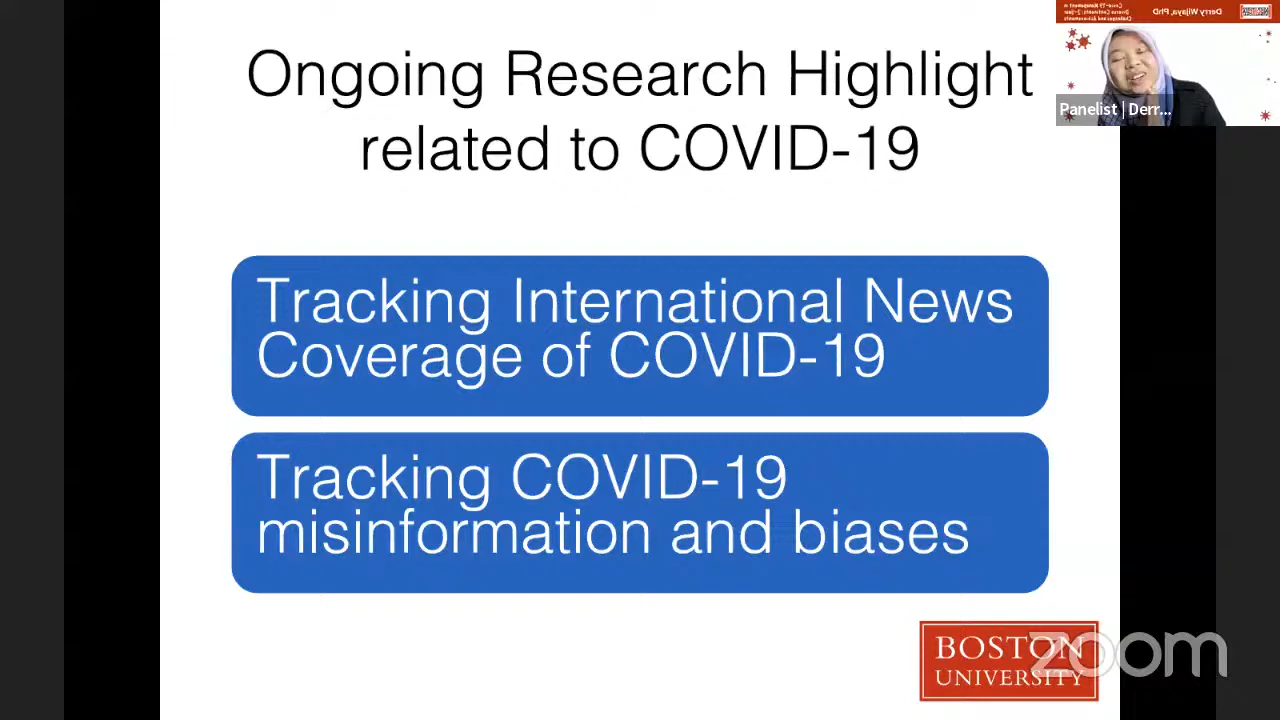 Ongoing Research Highlight
related to COVID-19
Derry Wijaya, PhD
Panelist | Derr...
Tracking International News
Coverage of COVID-19
Tracking COVID-19
misinformation and biases
BOSTON
UNIVERSITY
zoom